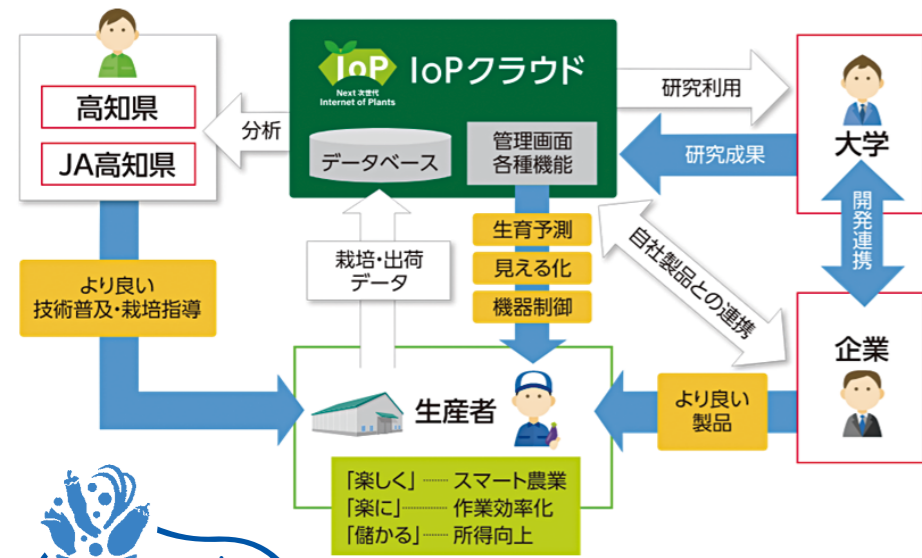 高知県
JA高知県
分析
IoP
Next 次世代
Internet of Plants
IoPクラウド
データベース
管理画面
各種機能
研究利用
研究成果
大学
開発連携
企業
自社製品との連携
栽培・出荷
データ
生育予測
見える化
機器制御
より良い
技術普及・栽培指導
生産者
より良い
製品
「楽しく」┈┈ スマート農業
「楽に」┈┈ 作業効率化
「儲かる」┈┈ 所得向上